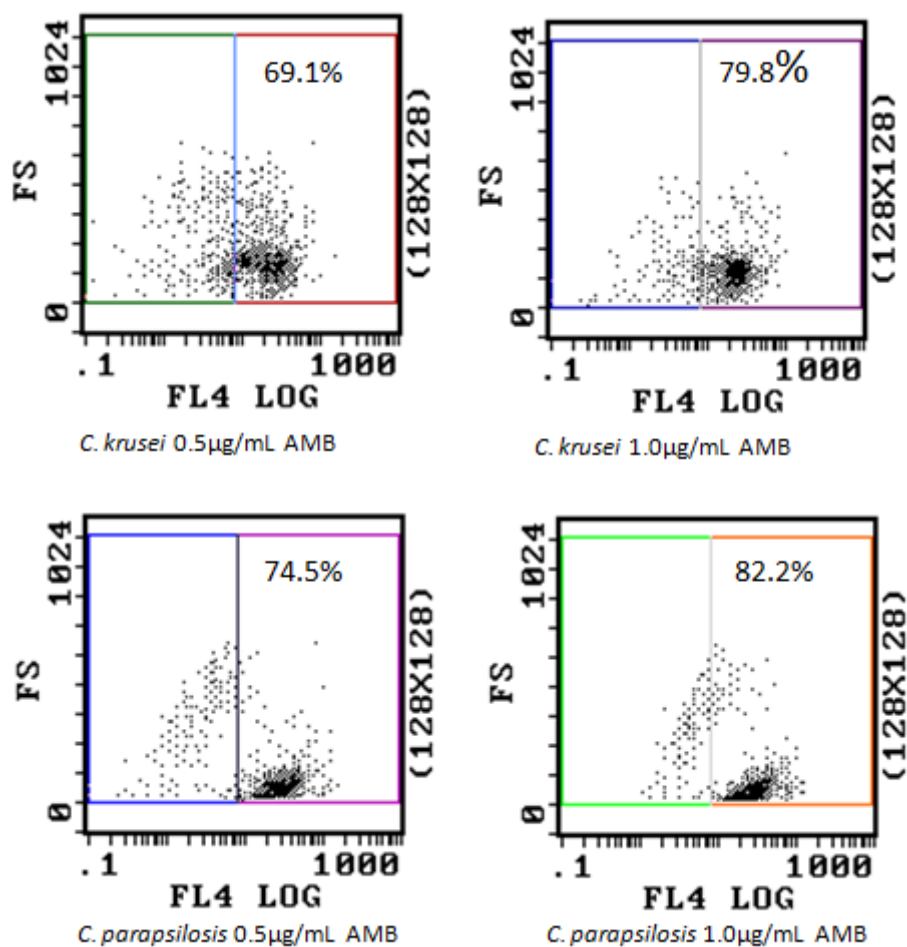 69.1%
FS
1024
0
(128X128)
.1
1000
FL4 LOG
C. krusei 0.5µg/mL AMB
79.8%
FS
1024
0
(128X128)
.1
1000
FL4 LOG
C. krusei 1.0µg/mL AMB
74.5%
FS
1024
0
(128X128)
.1
1000
FL4 LOG
C. parapsilosis 0.5µg/mL AMB
82.2%
FS
1024
0
(128X128)
.1
1000
FL4 LOG
C. parapsilosis 1.0µg/mL AMB